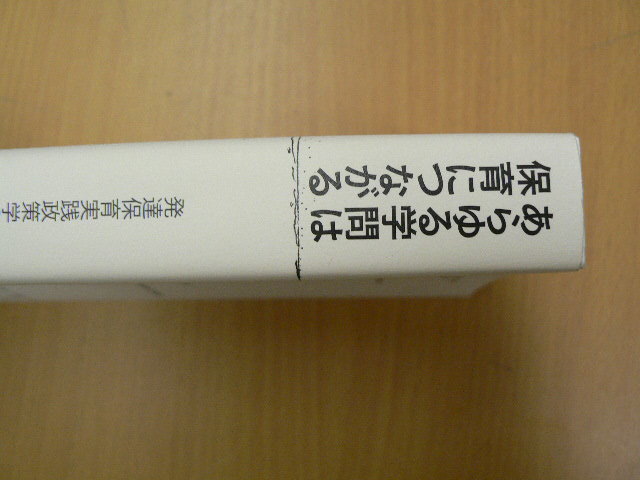 あらゆる学問は
保育につながる
発達保育実践政策学